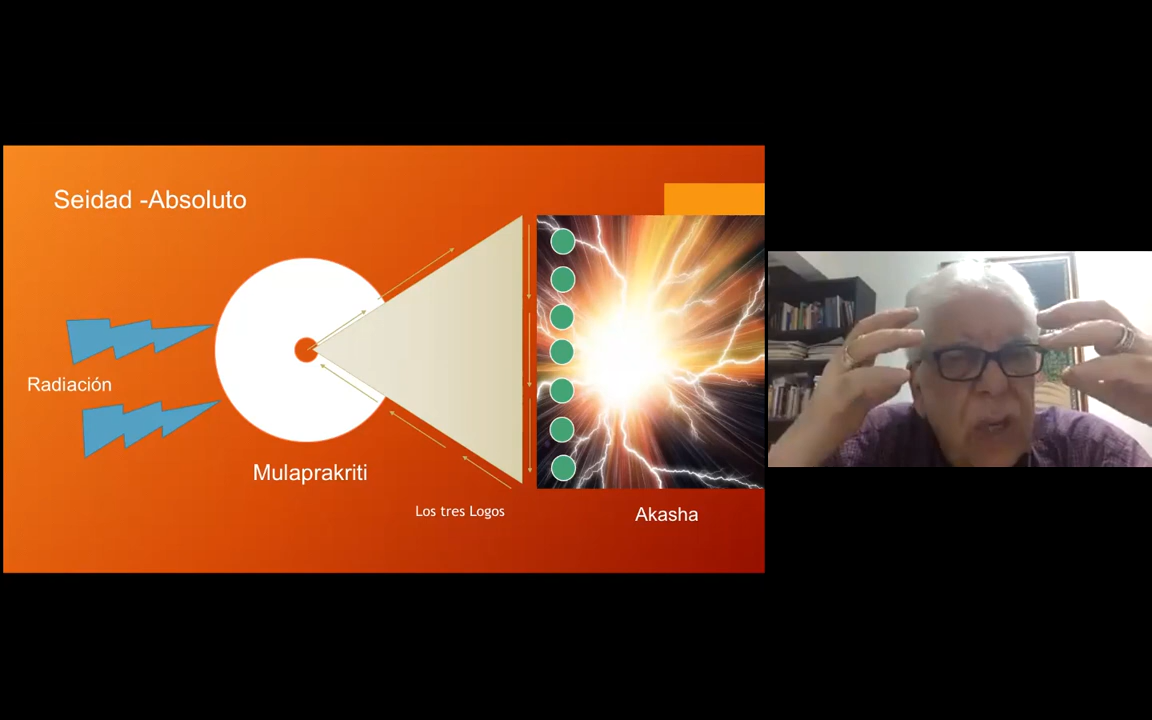 Seidad -Absoluto
Radiación
Mulaprakriti
Los tres Logos
Akasha